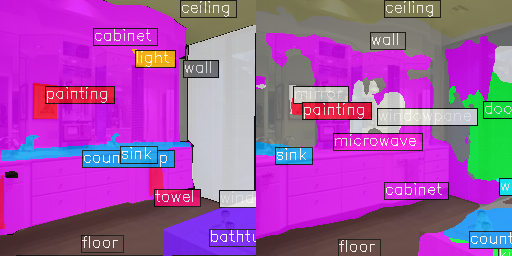 ceiling
cabinet
light
wall
painting
sink
towel
floor
ceiling
wall
mirror
painting
windowpane
microwave
sink
cabinet
floor